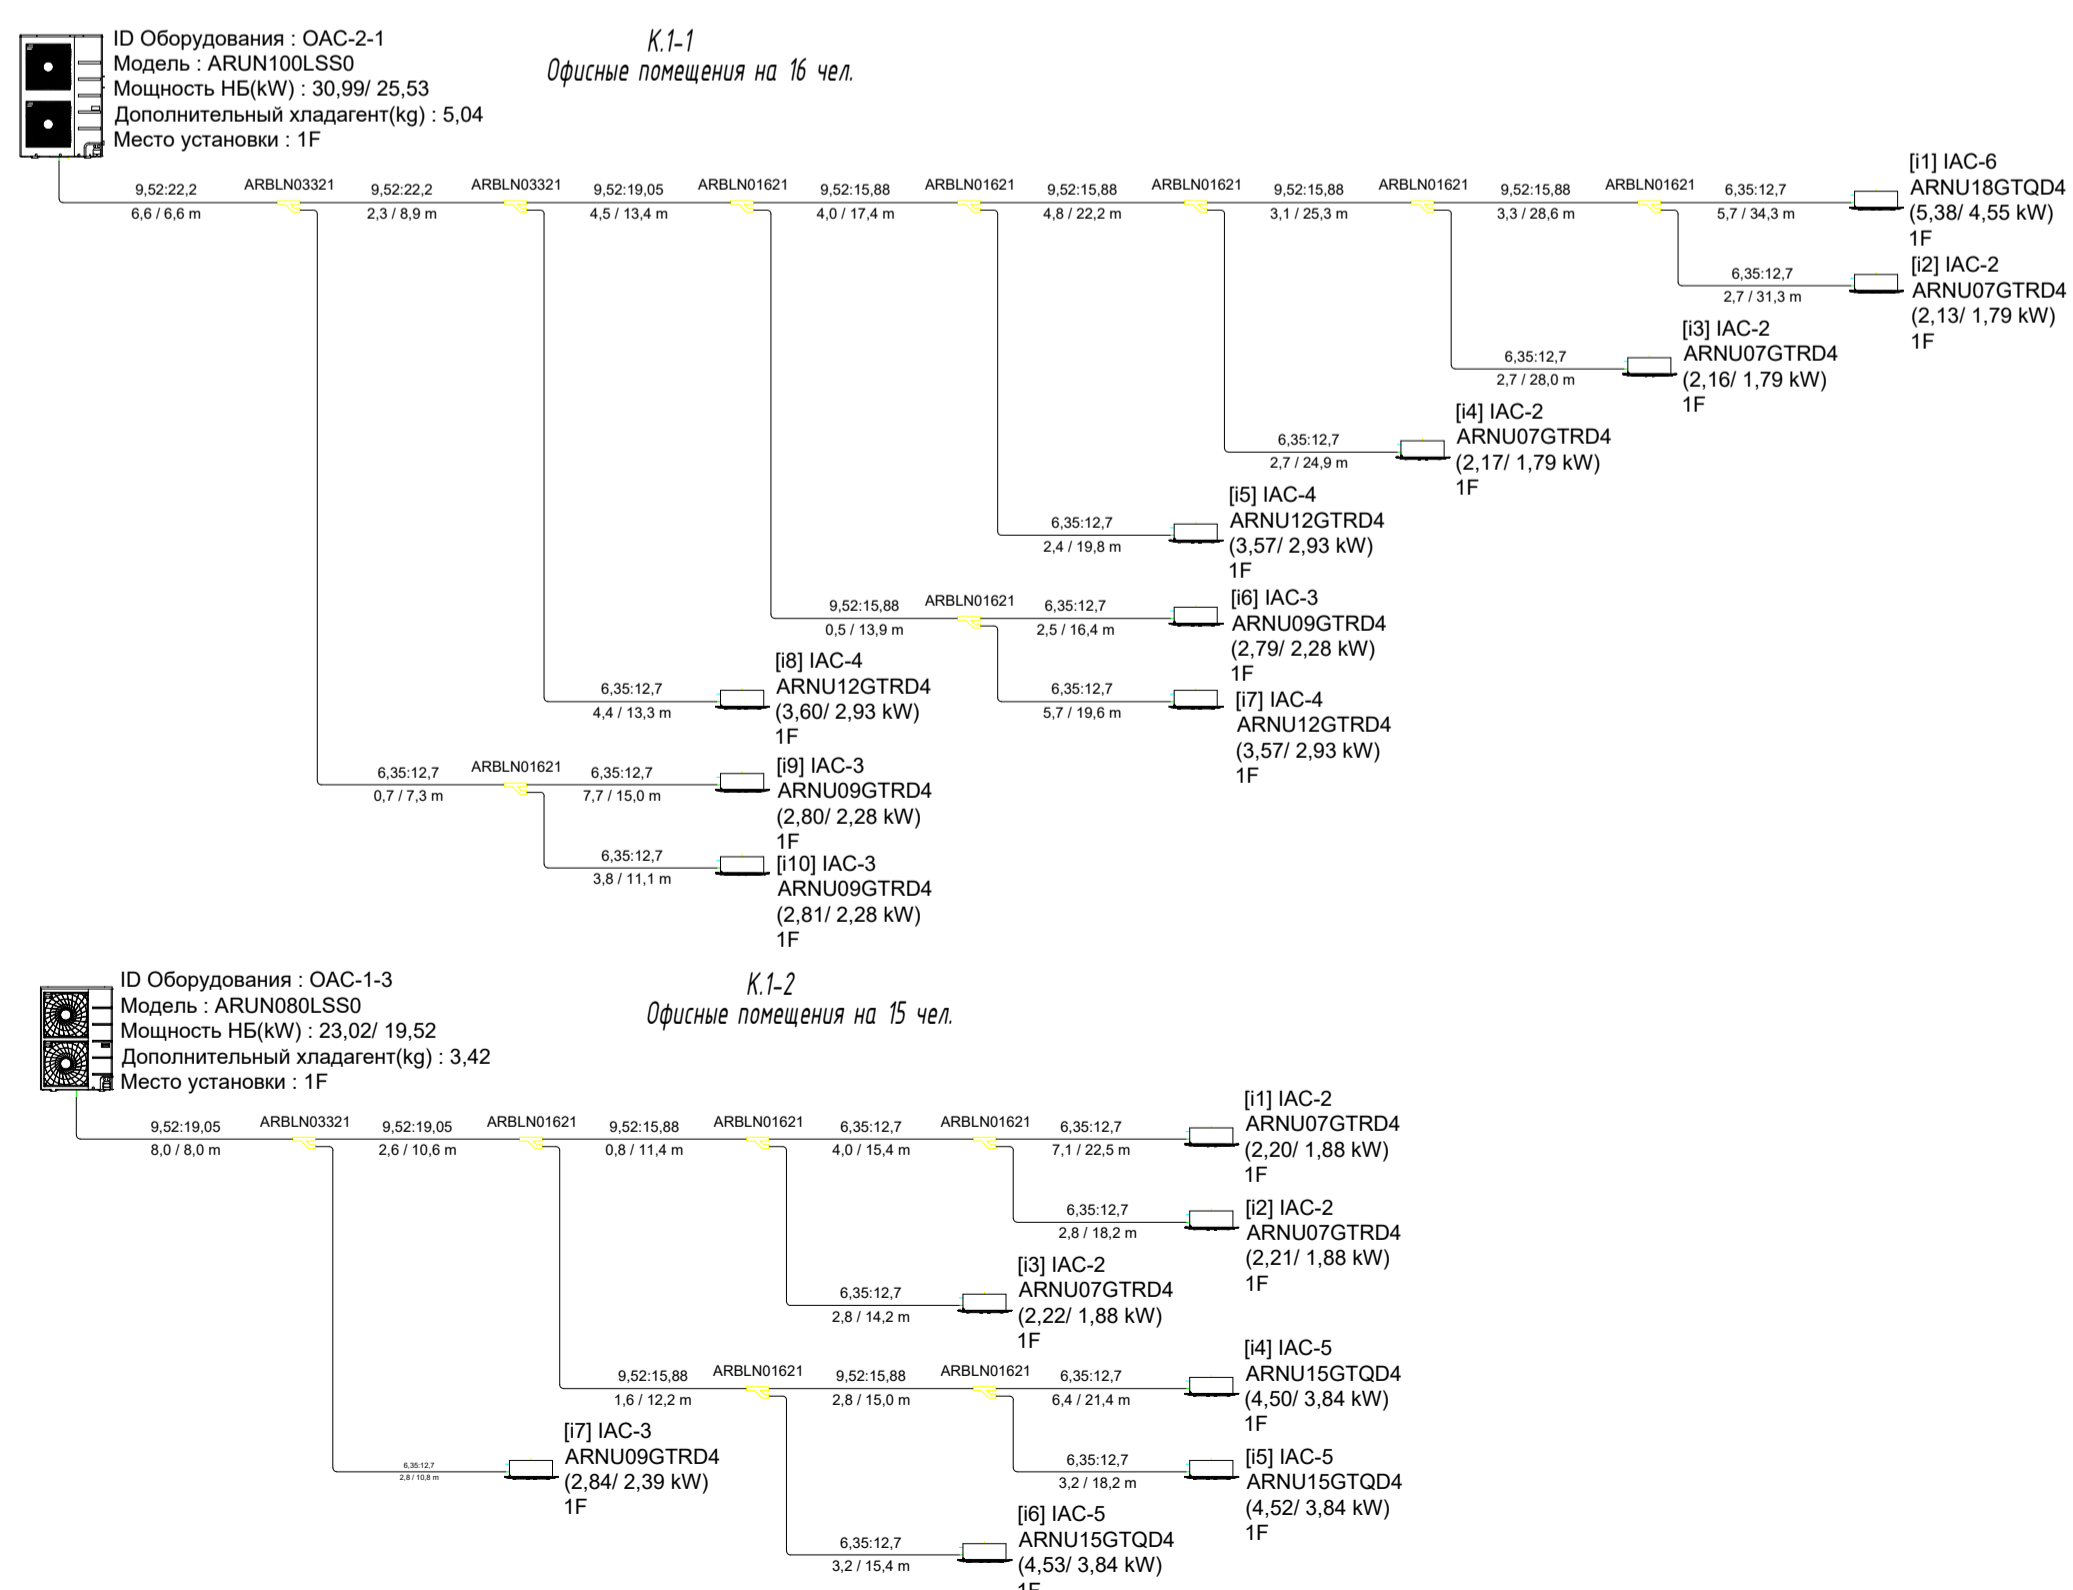 ID Оборудования : OAC-2-1
Модель : ARUN100LSS0
Мощность НБ(kW) : 30,99/ 25,53
Дополнительный хладагент(kg) : 5,04
Место установки : 1F
К.1-1
Офисные помещения на 16 чел.
9,52:22,2
6,6 / 6,6 m
ARBLN03321
9,52:22,2
2,3 / 8,9 m
ARBLN03321
9,52:19,05
4,5 / 13,4 m
ARBLN01621
9,52:15,88
4,0 / 17,4 m
ARBLN01621
9,52:15,88
4,8 / 22,2 m
ARBLN01621
9,52:15,88
3,1 / 25,3 m
ARBLN01621
9,52:15,88
3,3 / 28,6 m
ARBLN01621
6,35:12,7
5,7 / 34,3 m
[i1] IAC-6
ARNU18GTQD4
(5,38/ 4,55 kW)
1F
6,35:12,7
2,7 / 31,3 m
[i2] IAC-2
ARNU07GTRD4
(2,13/ 1,79 kW)
1F
6,35:12,7
2,7 / 28,0 m
[i3] IAC-2
ARNU07GTRD4
(2,16/ 1,79 kW)
1F
6,35:12,7
2,7 / 24,9 m
[i4] IAC-2
ARNU07GTRD4
(2,17/ 1,79 kW)
1F
6,35:12,7
2,4 / 19,8 m
[i5] IAC-4
ARNU12GTRD4
(3,57/ 2,93 kW)
1F
9,52:15,88
0,5 / 13,9 m
ARBLN01621
6,35:12,7
2,5 / 16,4 m
[i6] IAC-3
ARNU09GTRD4
(2,79/ 2,28 kW)
1F
6,35:12,7
5,7 / 19,6 m
[i7] IAC-4
ARNU12GTRD4
(3,57/ 2,93 kW)
1F
6,35:12,7
4,4 / 13,3 m
[i8] IAC-4
ARNU12GTRD4
(3,60/ 2,93 kW)
1F
6,35:12,7
0,7 / 7,3 m
ARBLN01621
6,35:12,7
7,7 / 15,0 m
[i9] IAC-3
ARNU09GTRD4
(2,80/ 2,28 kW)
1F
6,35:12,7
3,8 / 11,1 m
[i10] IAC-3
ARNU09GTRD4
(2,81/ 2,28 kW)
1F
ID Оборудования : OAC-1-3
Модель : ARUN080LSS0
Мощность НБ(kW) : 23,02/ 19,52
Дополнительный хладагент(kg) : 3,42
Место установки : 1F
К.1-2
Офисные помещения на 15 чел.
9,52:19,05
8,0 / 8,0 m
ARBLN03321
9,52:19,05
2,6 / 10,6 m
ARBLN01621
9,52:15,88
0,8 / 11,4 m
ARBLN01621
6,35:12,7
4,0 / 15,4 m
ARBLN01621
6,35:12,7
7,1 / 22,5 m
[i1] IAC-2
ARNU07GTRD4
(2,20/ 1,88 kW)
1F
6,35:12,7
2,8 / 18,2 m
[i2] IAC-2
ARNU07GTRD4
(2,21/ 1,88 kW)
1F
6,35:12,7
2,8 / 14,2 m
[i3] IAC-2
ARNU07GTRD4
(2,22/ 1,88 kW)
1F
9,52:15,88
1,6 / 12,2 m
ARBLN01621
9,52:15,88
2,8 / 15,0 m
ARBLN01621
6,35:12,7
6,4 / 21,4 m
[i4] IAC-5
ARNU15GTQD4
(4,50/ 3,84 kW)
1F
6,35:12,7
3,2 / 18,2 m
[i5] IAC-5
ARNU15GTQD4
(4,52/ 3,84 kW)
1F
6,35:12,7
3,2 / 15,4 m
[i6] IAC-5
ARNU15GTQD4
(4,53/ 3,84 kW)
1F
6,35:12,7
2,8 / 10,8 m
[i7] IAC-3
ARNU09GTRD4
(2,84/ 2,39 kW)
1F